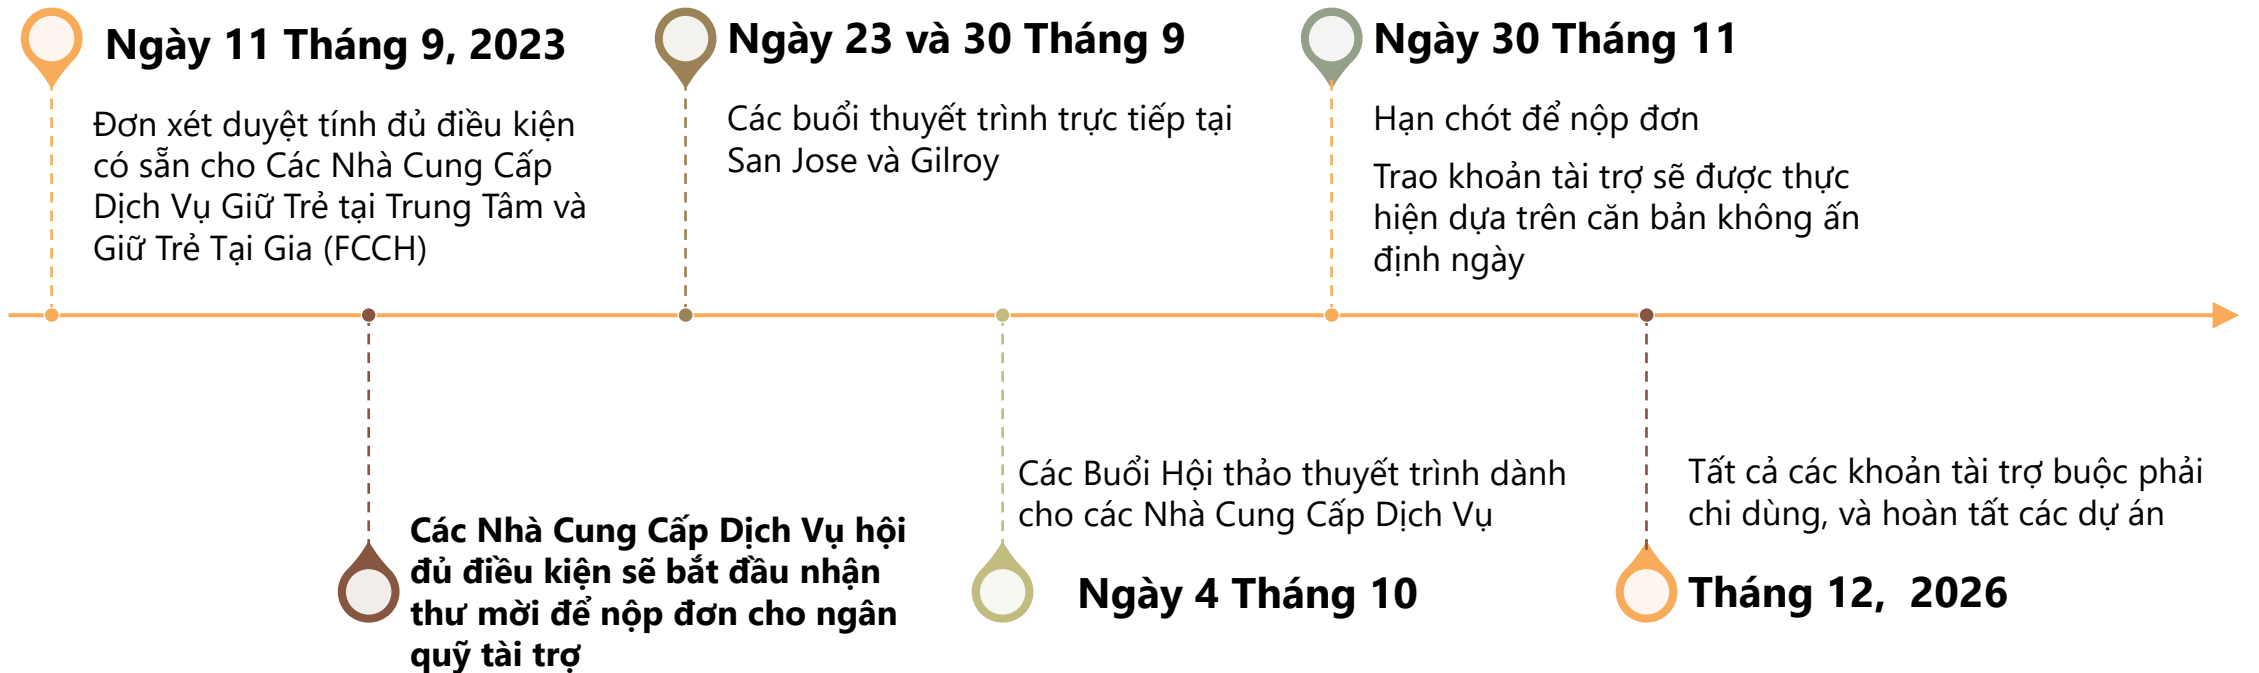 Ngày 11 Tháng 9, 2023
Đơn xét duyệt tính đủ điều kiện
có sẵn cho Các Nhà Cung Cấp
Dịch Vụ Giữ Trẻ tại Trung Tâm và
Giữ Trẻ Tại Gia (FCCH)
Các Nhà Cung Cấp Dịch Vụ hội
đủ điều kiện sẽ bắt đầu nhận
thư mời để nộp đơn cho ngân
quỹ tài trợ
Ngày 23 và 30 Tháng 9
Các buổi thuyết trình trực tiếp tại
San Jose và Gilroy
Các Buổi Hội thảo thuyết trình dành
cho các Nhà Cung Cấp Dịch Vụ
Ngày 4 Tháng 10
Ngày 30 Tháng 11
Hạn chót để nộp đơn
Trao khoản tài trợ sẽ được thực
hiện dựa trên căn bản không ấn
định ngày
Tất cả các khoản tài trợ buộc phải
chi dùng, và hoàn tất các dự án
Tháng 12, 2026